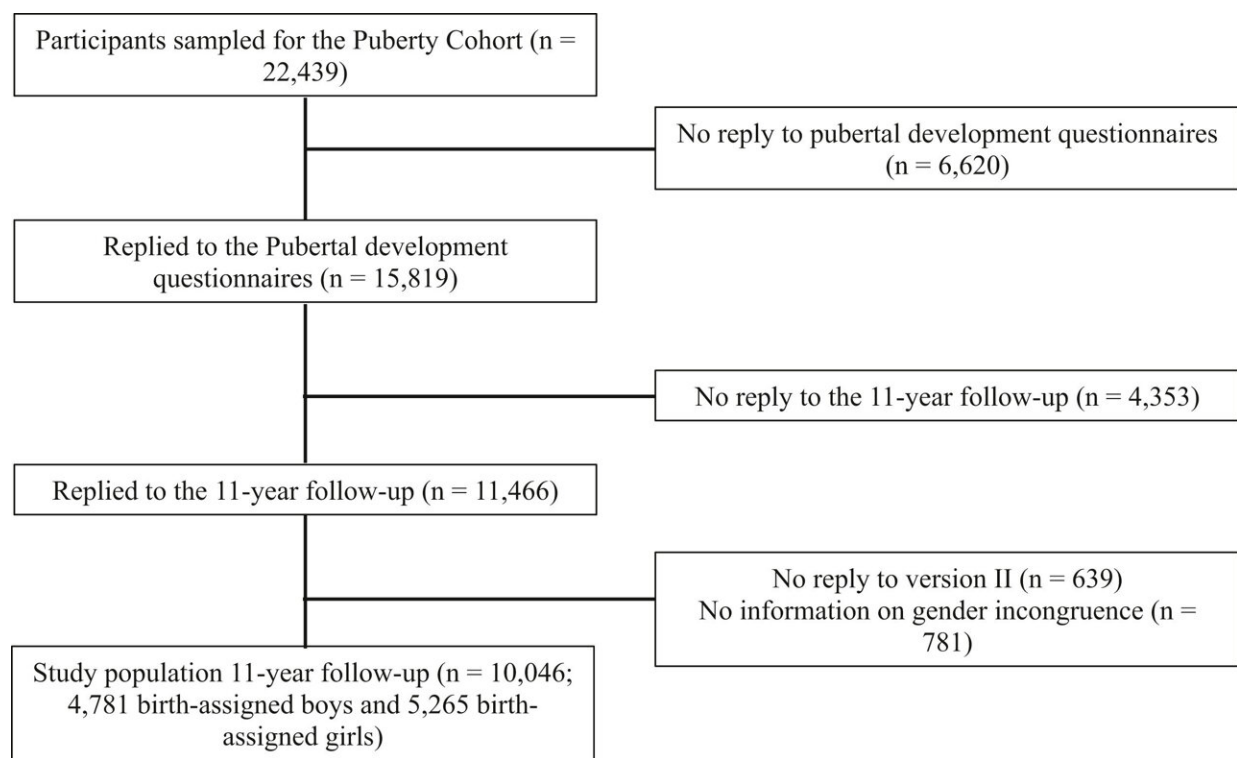 Participants sampled for the Puberty Cohort (n =
22,439)
No reply to pubertal development questionnaires
(n = 6,620)
Replied to the Pubertal development
questionnaires (n = 15,819)
No reply to the 11-year follow-up (n = 4,353)
Replied to the 11-year follow-up (n = 11,466)
No reply to version II (n = 639)
No information on gender incongruence (n =
781)
Study population 11-year follow-up (n = 10,046;
4,781 birth-assigned boys and 5,265 birth-
assigned girls)